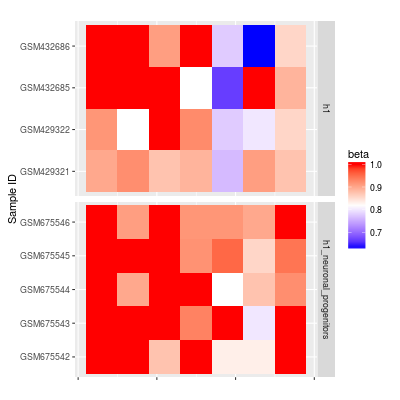 GSM432686
GSM432685
GSM429322
GSM429321
h1
GSM675546
GSM675545
GSM675544
GSM675543
GSM675542
h1_neuronal_progenitors
Sample ID
beta
1.0
0.9
0.8
0.7